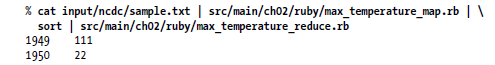 % cat input/ncdc/sample.txt | src/main/ch02/ruby/max_temperature_map.rb | \
sort | src/main/ch02/ruby/max_temperature_reduce.rb
1949 111
1950 22